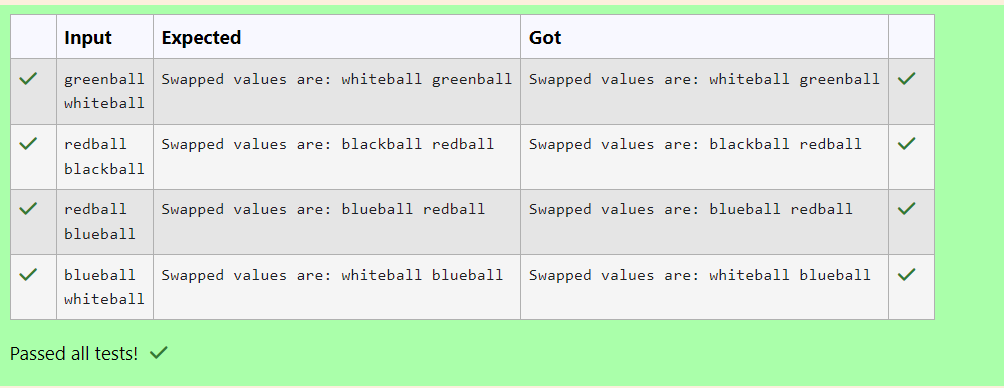 Input Expected Got
greenball Swapped values are: whiteball greenball Swapped values are: whiteball greenball
whiteball
redball Swapped values are: blackball redball Swapped values are: blackball redball
blackball
redball Swapped values are: blueball redball Swapped values are: blueball redball
blueball
blueball Swapped values are: whiteball blueball Swapped values are: whiteball blueball
whiteball
Passed all tests!